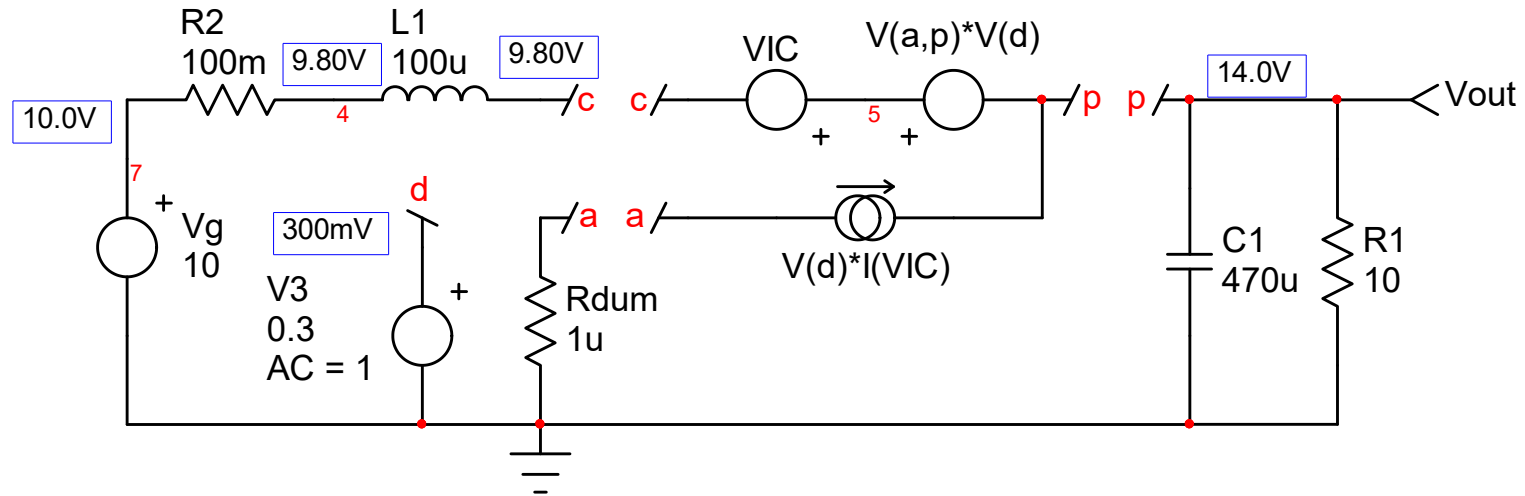 R2
100m
9.80V
L1
100u
9.80V
VIC
V(a,p)*V(d)
14.0V
10.0V
4
c
c
+
5
+
p
p
Vout
7
+
Vg
10
d
300mV
V3
0.3
AC = 1
+
a
a
V(d)*I(VIC)
Rdum
1u
C1
470u
R1
10